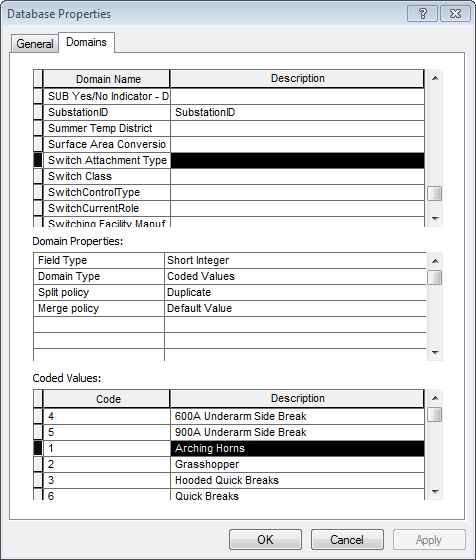 Database Properties
General Domains
Domain Name Description
SUB Yes/No Indicator - D
SubstationID SubstationID
Summer Temp District
Surface Area Conversio
Switch Attachment Type
Switch Class
SwitchControlType
SwitchCurrentRole
Switching Facility Manuf
Domain Properties:
Field Type Short Integer
Domain Type Coded Values
Split policy Duplicate
Merge policy Default Value
Coded Values:
Code Description
4 600A Underarm Side Break
5 900A Underarm Side Break
1 Arching Horns
2 Grasshopper
3 Hooded Quick Breaks
6 Quick Breaks
OK Cancel Apply